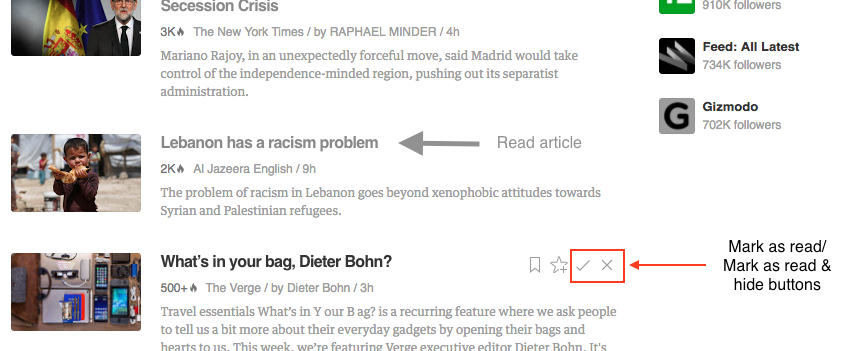 Secession Crisis
3K The New York Times / by RAPHAEL MINDER / 4h
Mariano Rajoy, in an unexpectedly forceful move, said Madrid would take
control of the independence-minded region, pushing out its separatist
administration.
910K followers
Feed: All Latest
734K followers
G
Gizmodo
702K followers
Lebanon has a racism problem
Read article
2K Al Jazeera English / 9h
The problem of racism in Lebanon goes beyond xenophobic attitudes towards
Syrian and Palestinian refugees.
What's in your bag, Dieter Bohn?
500+ The Verge / by Dieter Bohn / 3h
Travel essentials What's in Y our B ag? is a recurring feature where we ask people
to tell us a bit more about their everyday gadgets by opening their bags and
hearts to us. This week, we're featuring Verge executive editor Dieter Bohn. It's
Mark as read/
Mark as read &
hide buttons